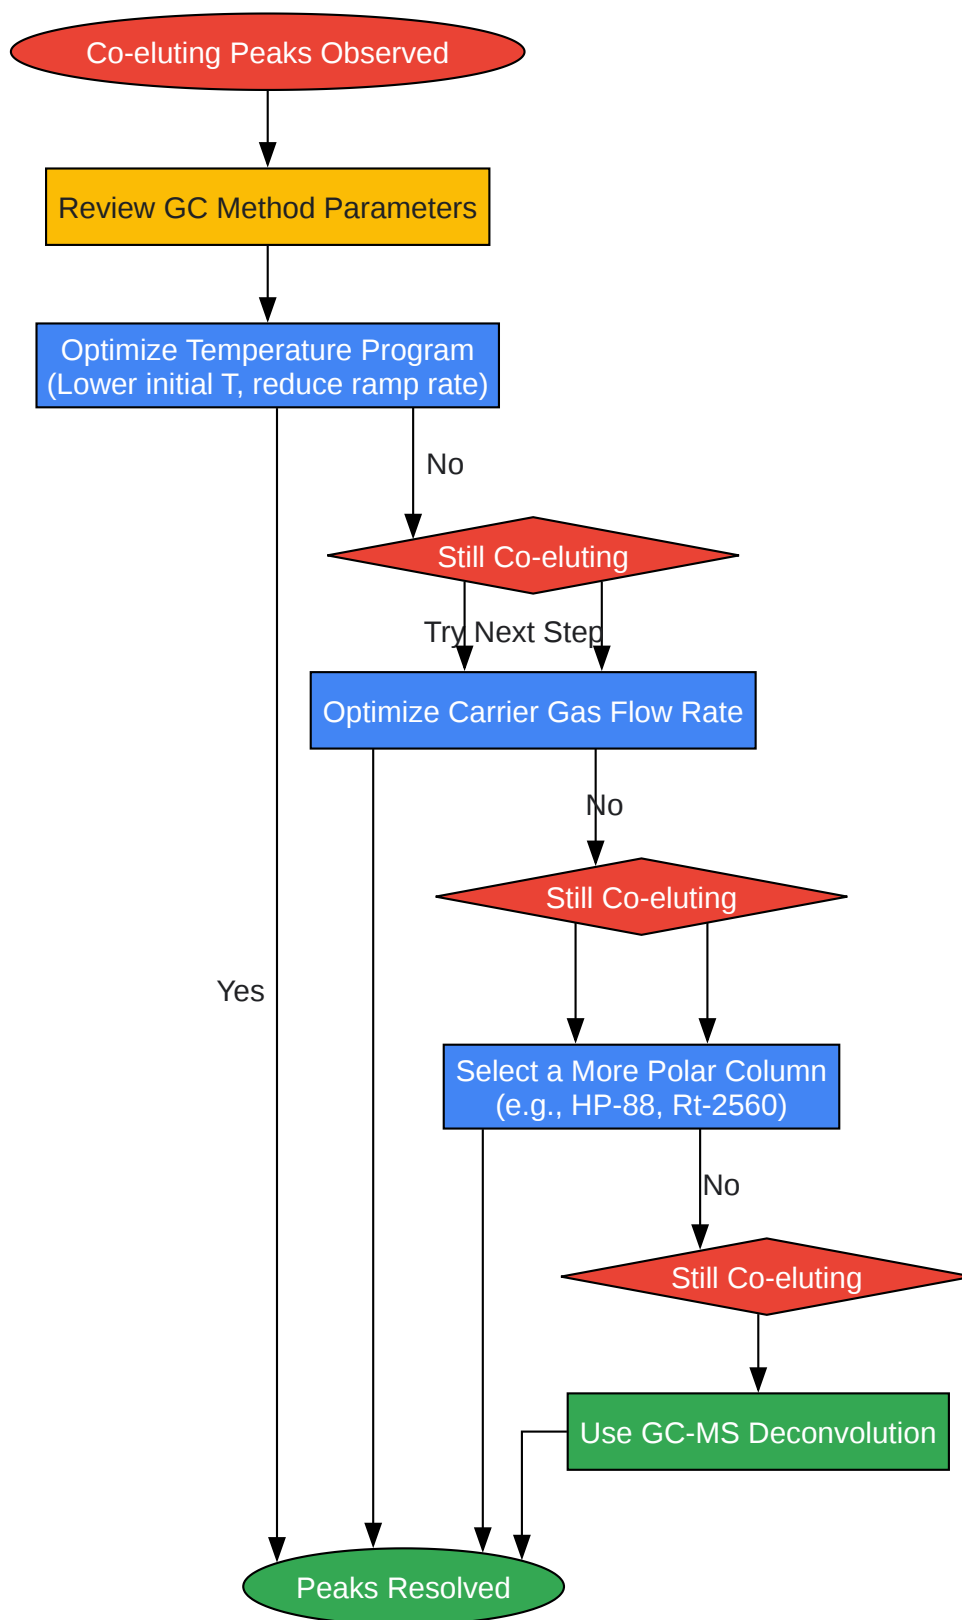 Co-eluting Peaks Observed
Review GC Method Parameters
Optimize Temperature Program
(Lower initial T, reduce ramp rate)
No
Still Co-eluting
Try Next Step
Optimize Carrier Gas Flow Rate
No
Still Co-eluting
Yes
Select a More Polar Column
(e.g., HP-88, Rt-2560)
No
Still Co-eluting
Use GC-MS Deconvolution
Peaks Resolved